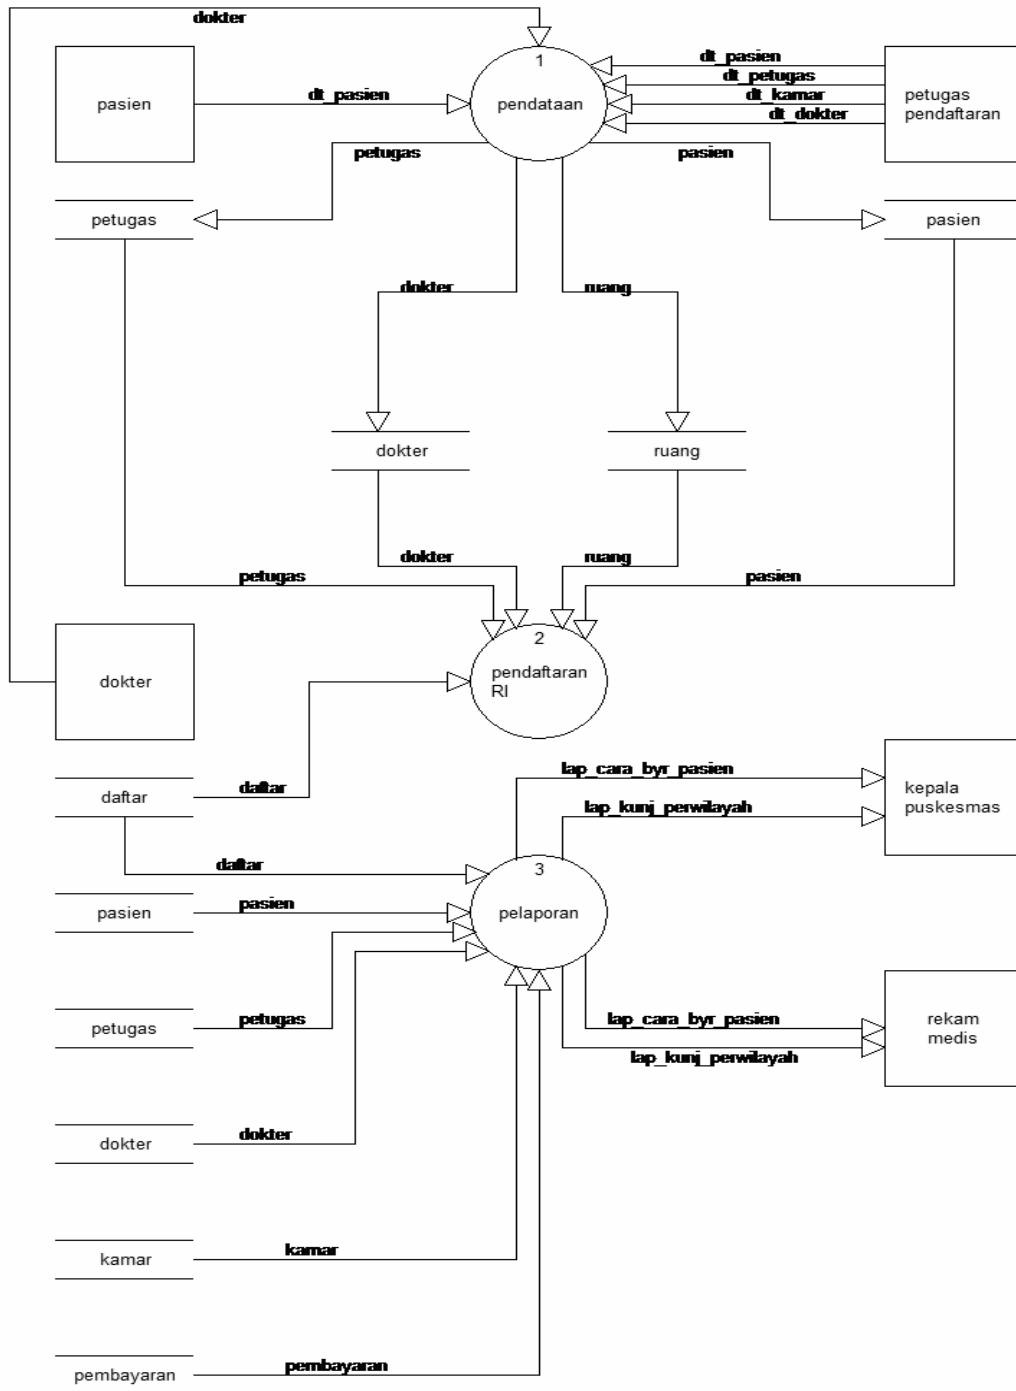 dokter
1
pendataan
pasien
dt_pasien
dt_pasien
dt_petugas
dt_kamar
dt_dokter
petugas
pendaftaran
petugas
pasien
petugas
pasien
dokter
ruang
dokter
ruang
dokter
ruang
petugas
pasien
2
pendaftaran
RI
dokter
daftar
daftar
lap_cara_byr_pasien
lap_kunj_perwilayah
kepala
puskesmas
daftar
3
pelaporan
pasien
pasien
petugas
petugas
lap_cara_byr_pasien
lap_kunj_perwilayah
rekam
medis
dokter
dokter
kamar
kamar
pembayaran
pembayaran